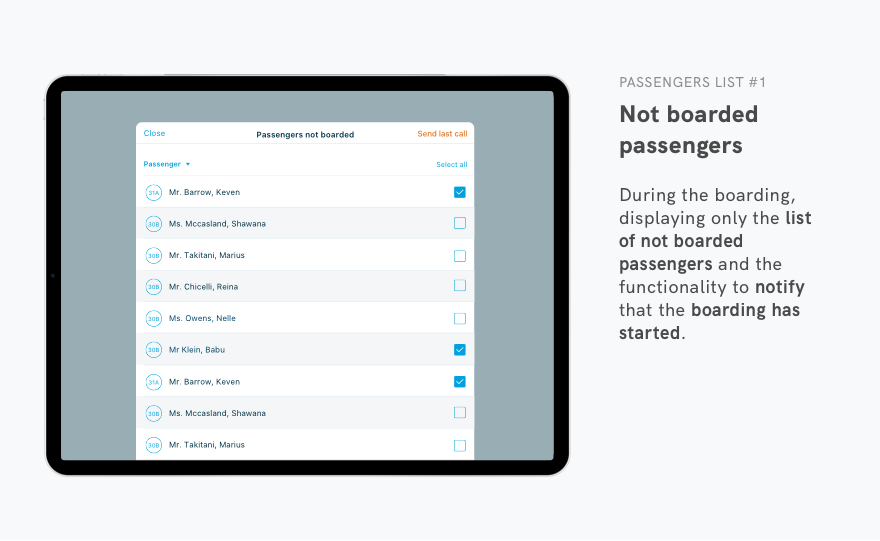 Close Passengers not boarded Send last call
Passenger Select all
31A Mr. Barrow, Keven
30B Ms. Mccasland, Shawana
30B Mr. Takitani, Marius
30B Mr. Chicelli, Reina
30B Ms. Owens, Nelle
30B Mr Klein, Babu
31A Mr. Barrow, Keven
30B Ms. Mccasland, Shawana
30B Mr. Takitani, Marius
PASSENGERS LIST #1
Not boarded
passengers
During the boarding,
displaying only the list
of not boarded
passengers and the
functionality to notify
that the boarding has
started.